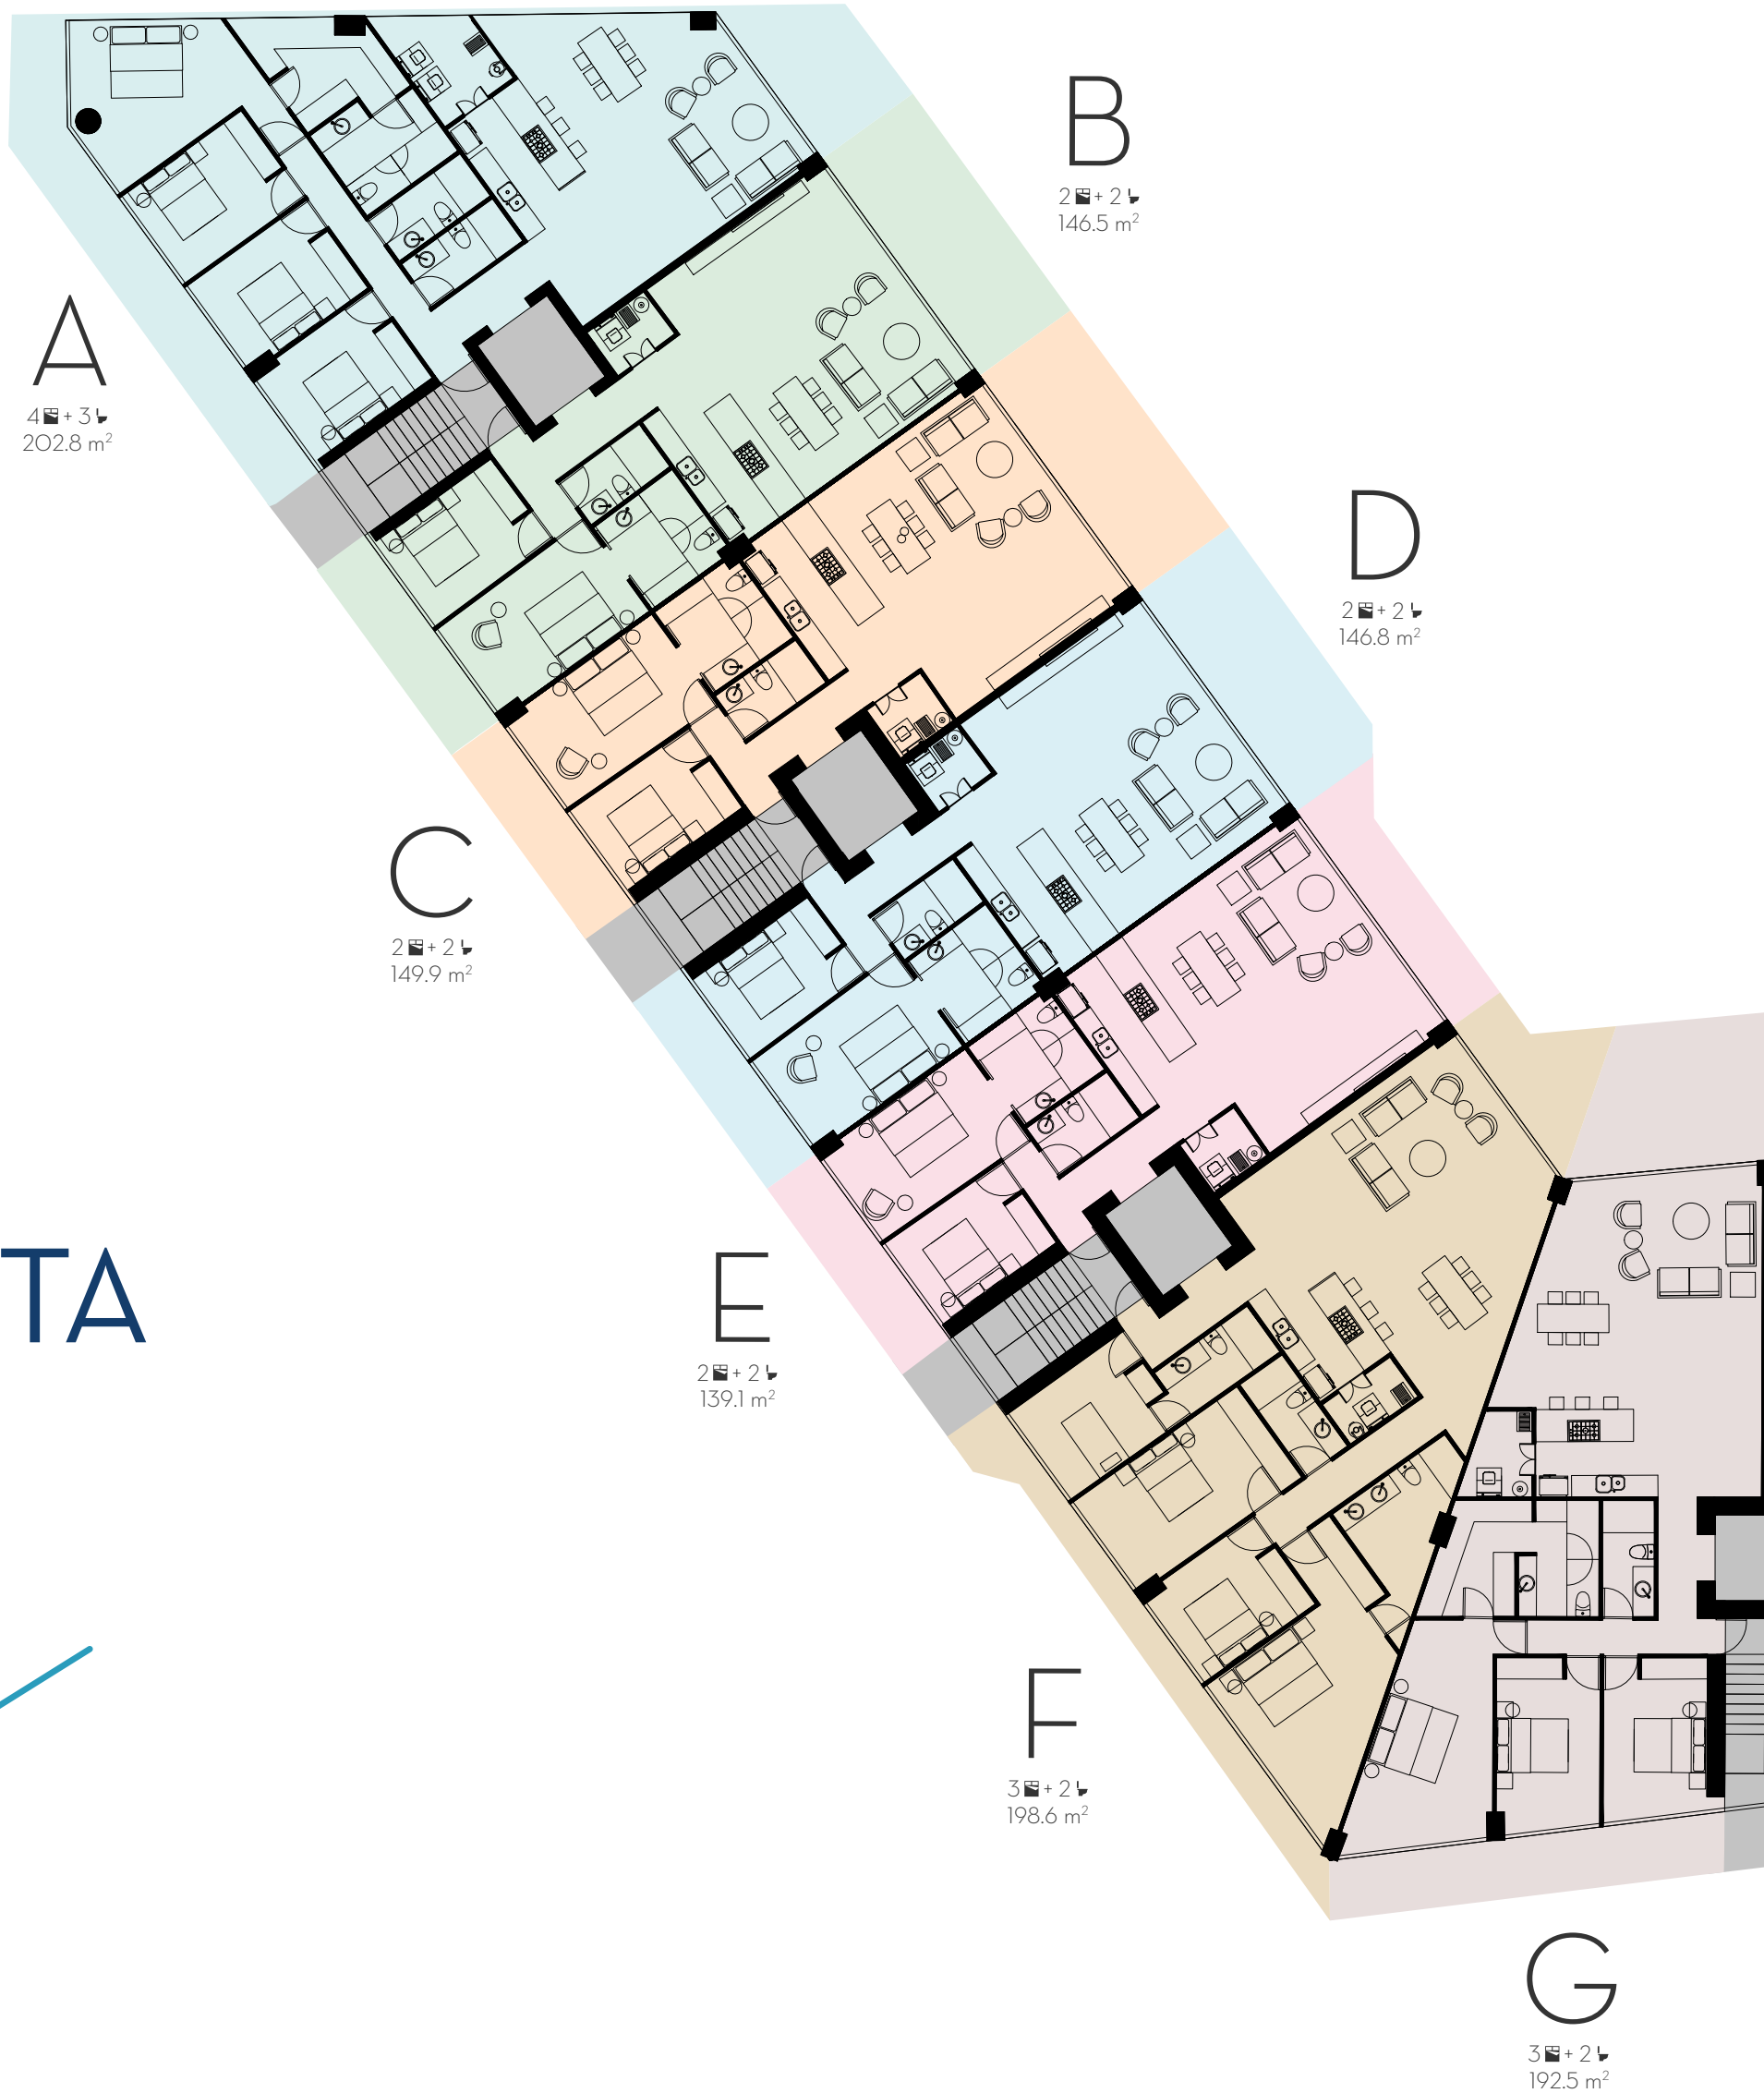 B
2 + 2
146.5 m²
A
4 + 3
202.8 m²
D
2 + 2
146.8 m²
C
2 + 2
149.9 m²
TA
E
2 + 2
139.1 m²
F
3 + 2
198.6 m²
G
3 + 2
192.5 m²